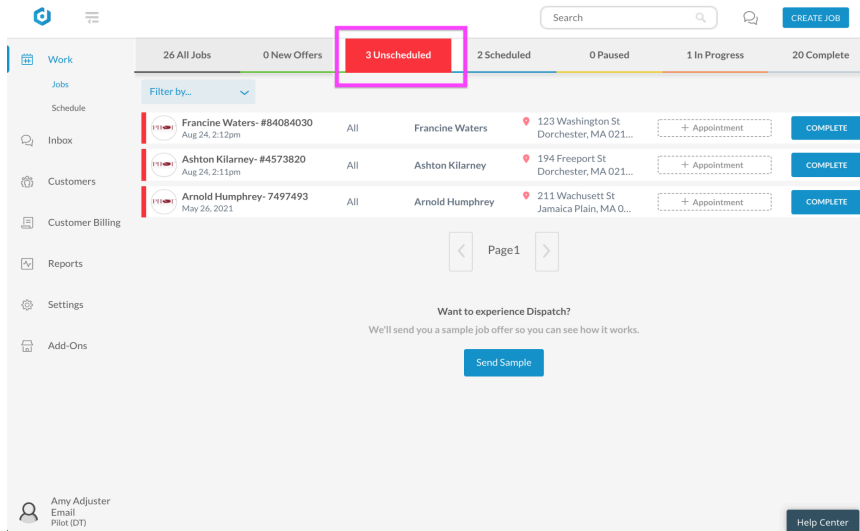 Search
CREATE JOB
Work
Jobs
Schedule
Inbox
Customers
Customer Billing
Reports
Settings
Add-Ons
26 All Jobs 0 New Offers 3 Unscheduled 2 Scheduled 0 Paused 1 In Progress 20 Complete
Filter by...
Francine Waters- #84084030
Aug 24, 2:12pm
All
Francine Waters
123 Washington St
Dorchester, MA 021...
+ Appointment
COMPLETE
Ashton Kilarney- #4573820
Aug 24, 2:11pm
All
Ashton Kilarney
194 Freeport St
Dorchester, MA 021...
+ Appointment
COMPLETE
Arnold Humphrey- 7497493
May 26, 2021
All
Arnold Humphrey
211 Wachusett St
Jamaica Plain, MA 0...
+ Appointment
COMPLETE
Page1
Want to experience Dispatch?
We'll send you a sample job offer so you can see how it works.
Send Sample
Amy Adjuster
Email
Pilot (DT)
Help Center